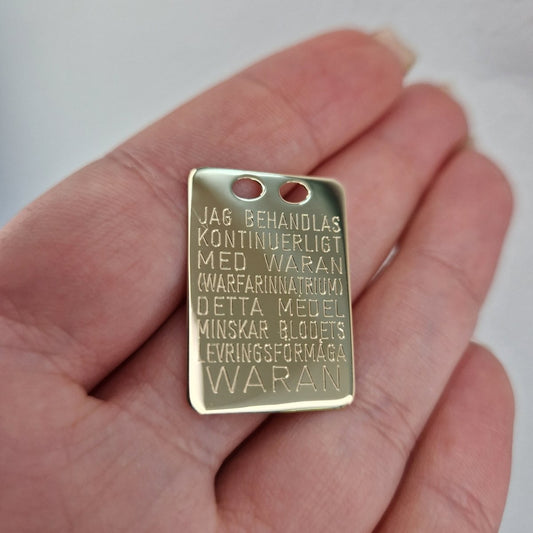 JAG BEHANDLAS
KONTINUERLIGT
MED WARAN
(WARFARINNATRIUM)
DETTA MEDEL
MINSKAR BLODETS
LEVRINGSFÖRMÅGA
WARAN